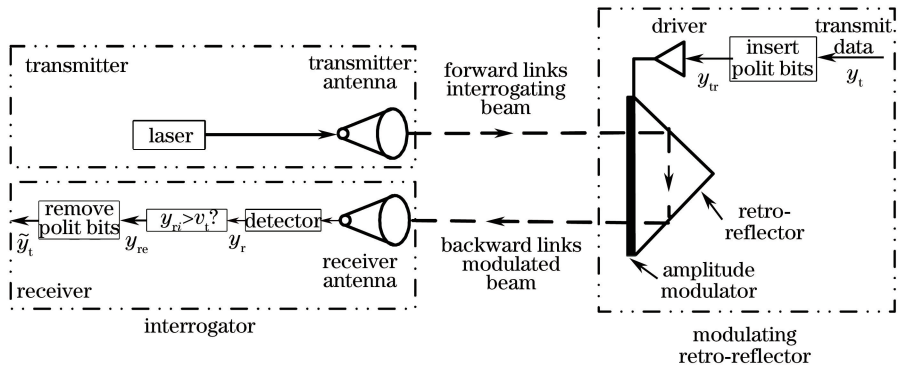 transmitter
transmitter
antenna
laser
forward links
interrogating
beam
driver
transmit
data
insert
polit bits
y_tr
y_t
remove
polit bits
y_ri>v_t?
detector
ỹ_t
y_re
y_r
receiver
antenna
receiver
interrogator
backward links
modulated
beam
retro-
reflector
amplitude
modulator
modulating
retro-reflector